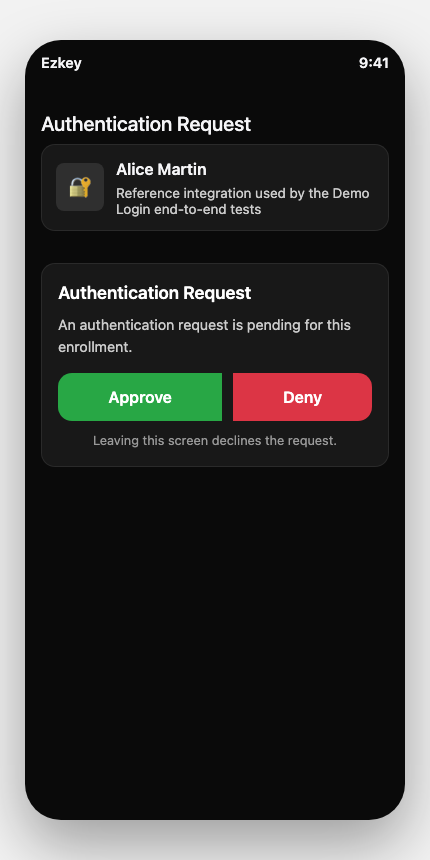 Ezkey 9:41
Authentication Request
Alice Martin
Reference integration used by the Demo
Login end-to-end tests
Authentication Request
An authentication request is pending for this
enrollment.
Approve Deny
Leaving this screen declines the request.